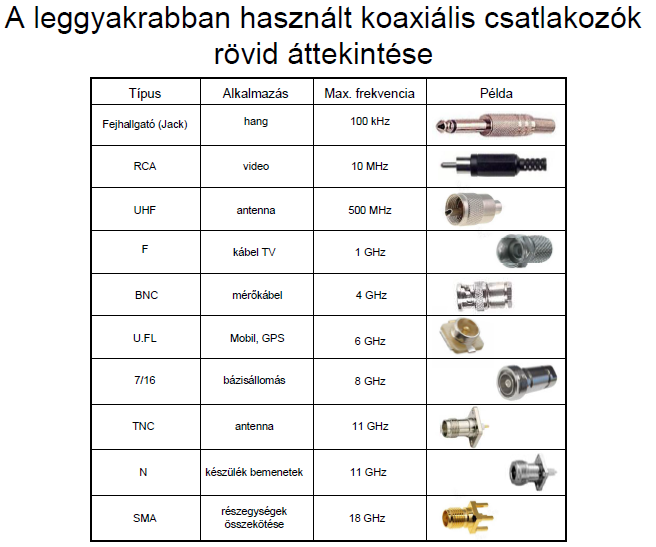 A leggyakrabban használt koaxiális csatlakozók
rövid áttekintése
Típus Alkalmazás Max. frekvencia Példa
Fejhallgató (Jack) hang 100 kHz
RCA video 10 MHz
UHF antenna 500 MHz
F kábel TV 1 GHz
BNC mérőkábel 4 GHz
U.FL Mobil, GPS 6 GHz
7/16 bázisállomás 8 GHz
TNC antenna 11 GHz
N készülék bemenetek 11 GHz
SMA részegységek összekötése 18 GHz